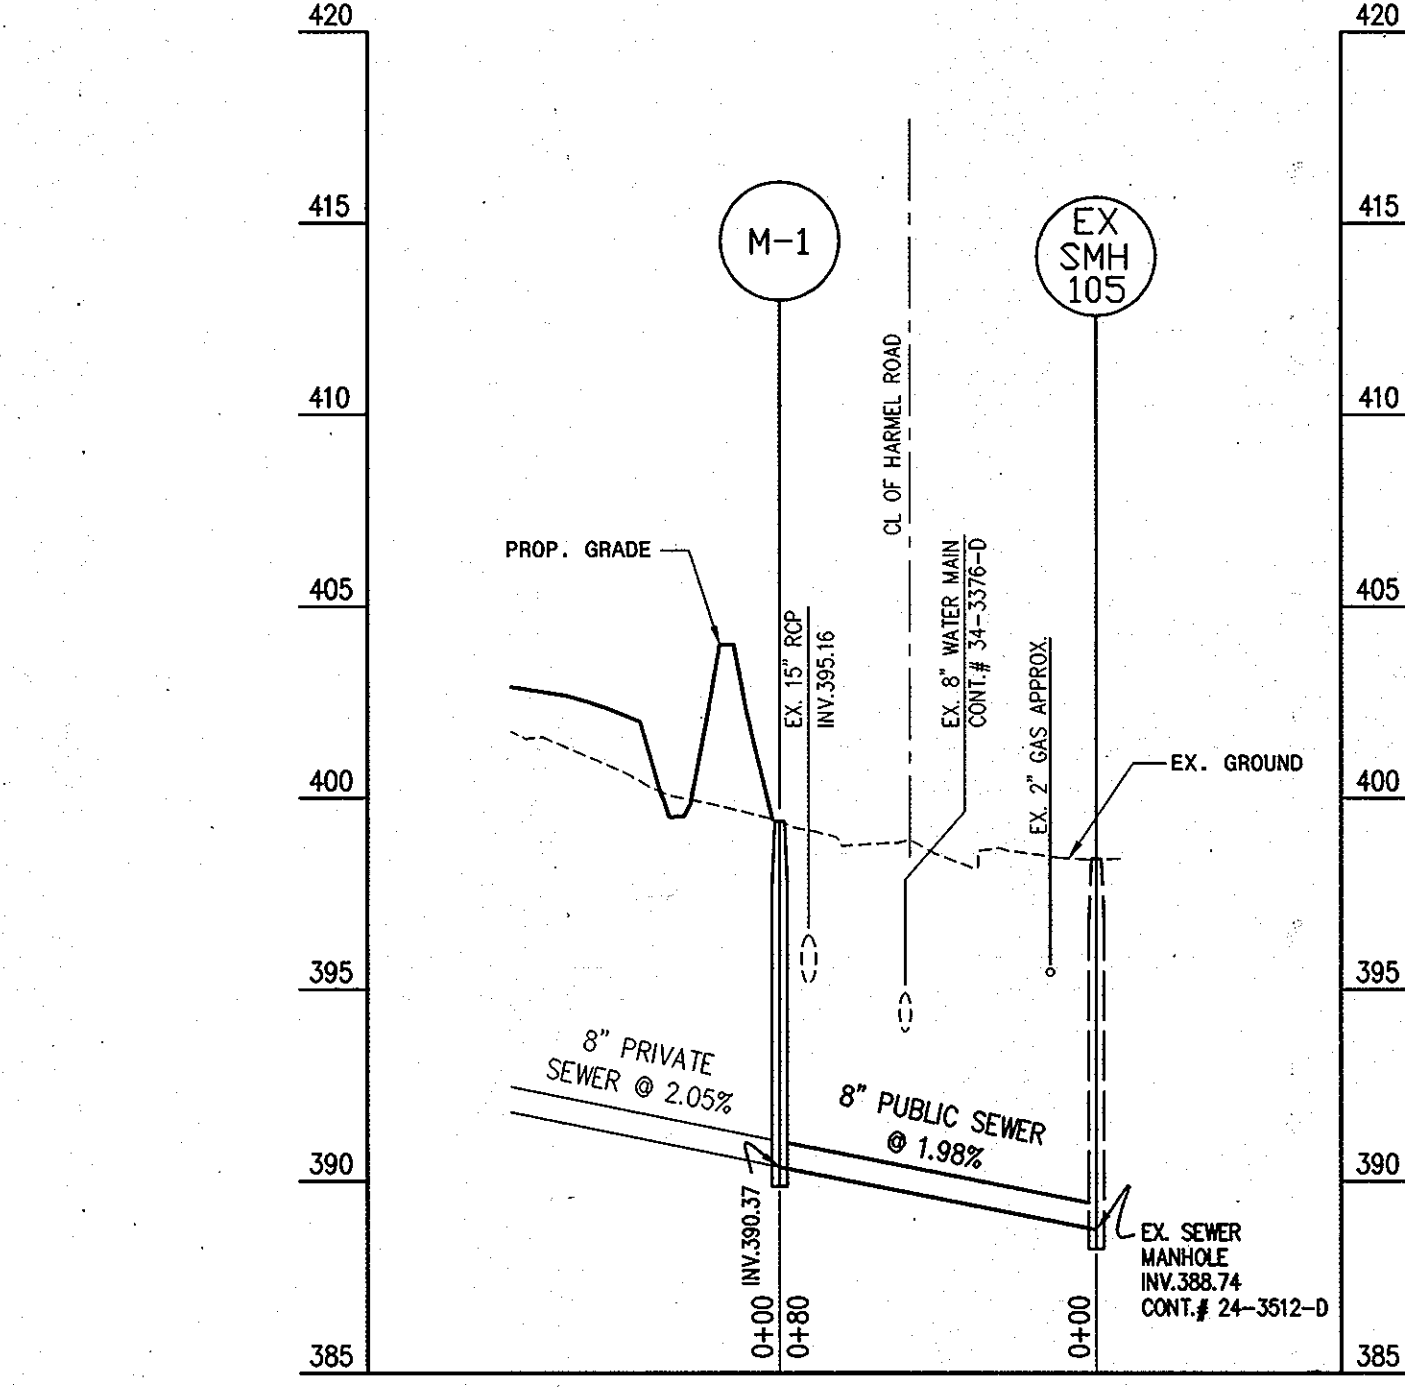 420
420
415
415
M-1
EX
SMH
105
410
410
CL OF HARMEL ROAD
PROP. GRADE
EX. 8" WATER MAIN
CONT.# 34-3376-D
405
405
EX. 15" RCP
INV.395.16
EX. 2" GAS APPROX.
EX. GROUND
400
400
395
395
8" PRIVATE
SEWER @ 2.05%
8" PUBLIC SEWER
@ 1.98%
390
390
INV.390.37
EX. SEWER
MANHOLE
INV.388.74
CONT.# 24-3512-D
0+00
0+80
0+00
385
385